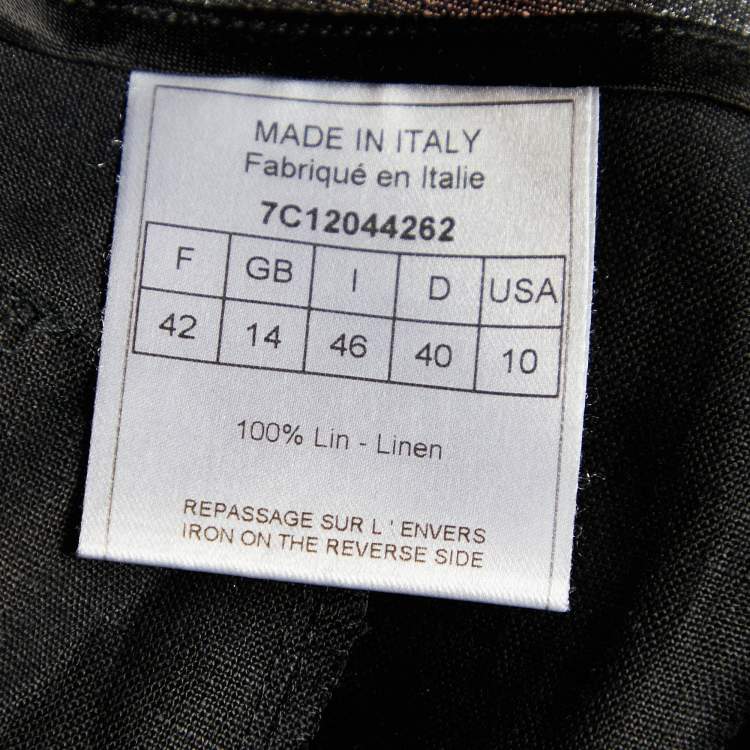 MADE IN ITALY
Fabriqué en Italie
7C12044262
F GB I D USA
42 14 46 40 10
100% Lin - Linen
REPASSAGE SUR L ' ENVERS
IRON ON THE REVERSE SIDE